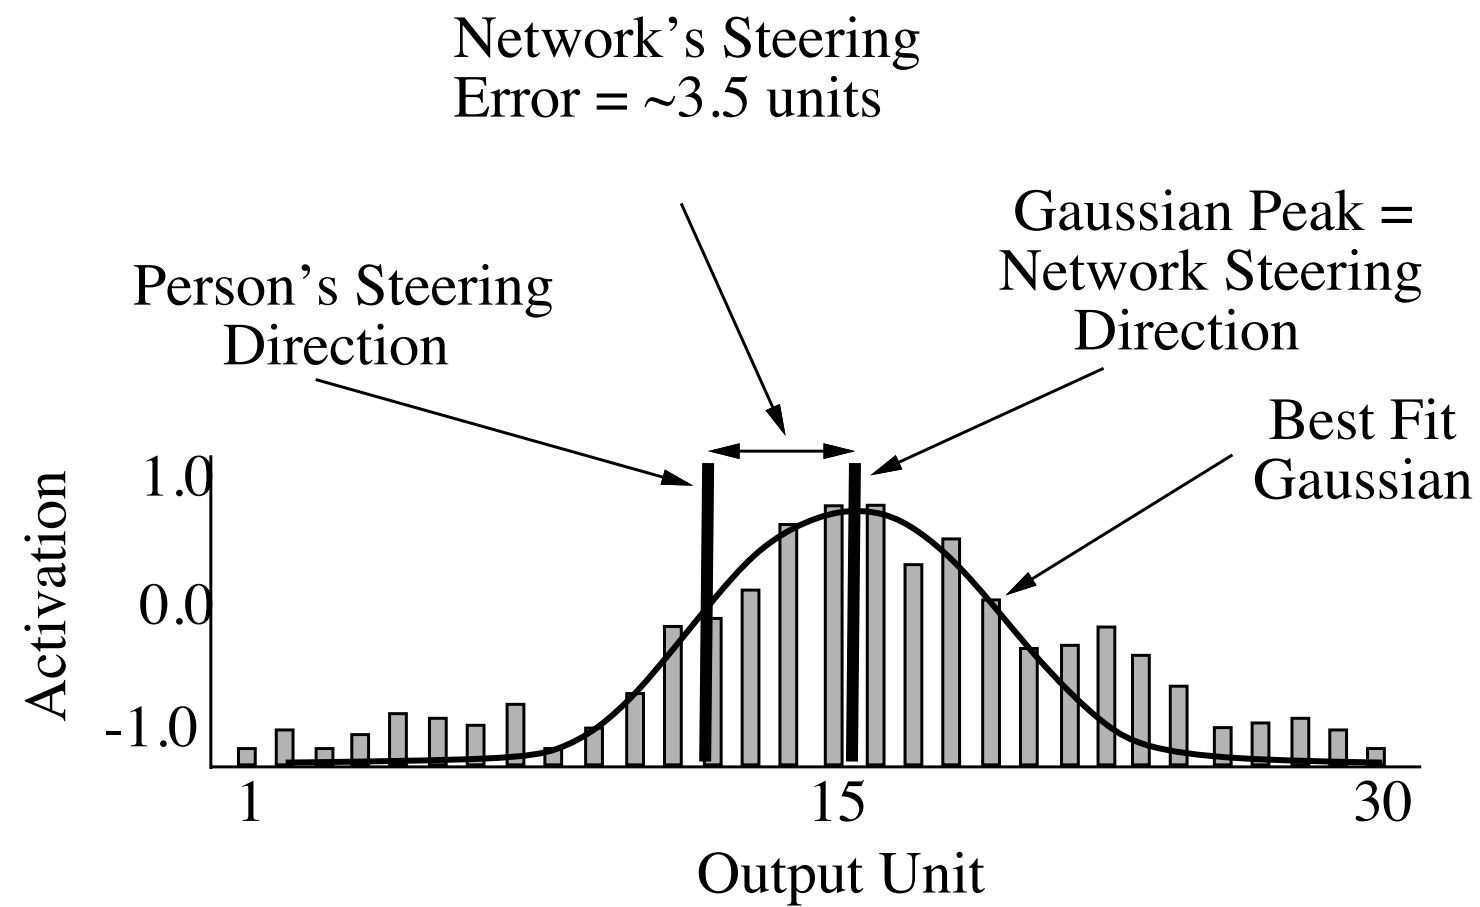 Network’s Steering
Error = ~3.5 units
Gaussian Peak =
Network Steering
Direction
Person’s Steering
Direction
Best Fit
Gaussian
Activation
1.0
0.0
-1.0
1
15
30
Output Unit